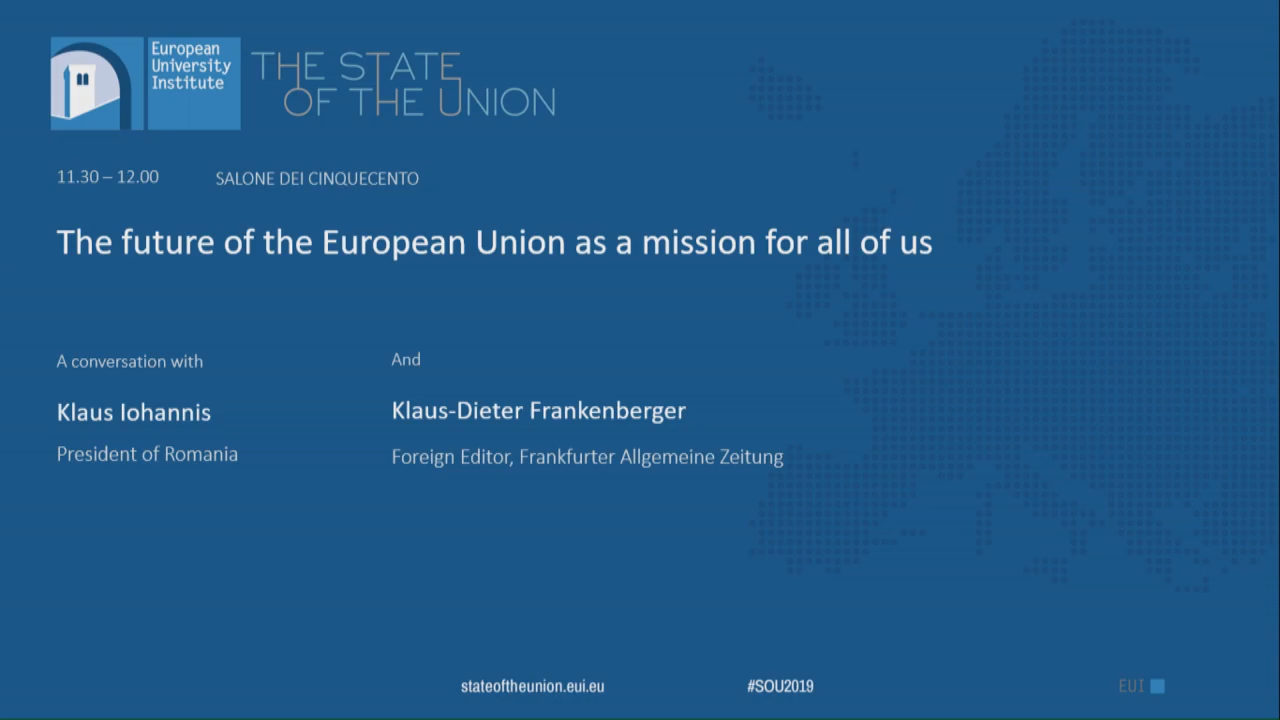 European
University
Institute
THE STATE
OF THE UNION
11.30 – 12.00
SALONE DEI CINQUECENTO
The future of the European Union as a mission for all of us
A conversation with
Klaus Iohannis
President of Romania
And
Klaus-Dieter Frankenberger
Foreign Editor, Frankfurter Allgemeine Zeitung
stateoftheunion.eui.eu
#SOU2019
EUI